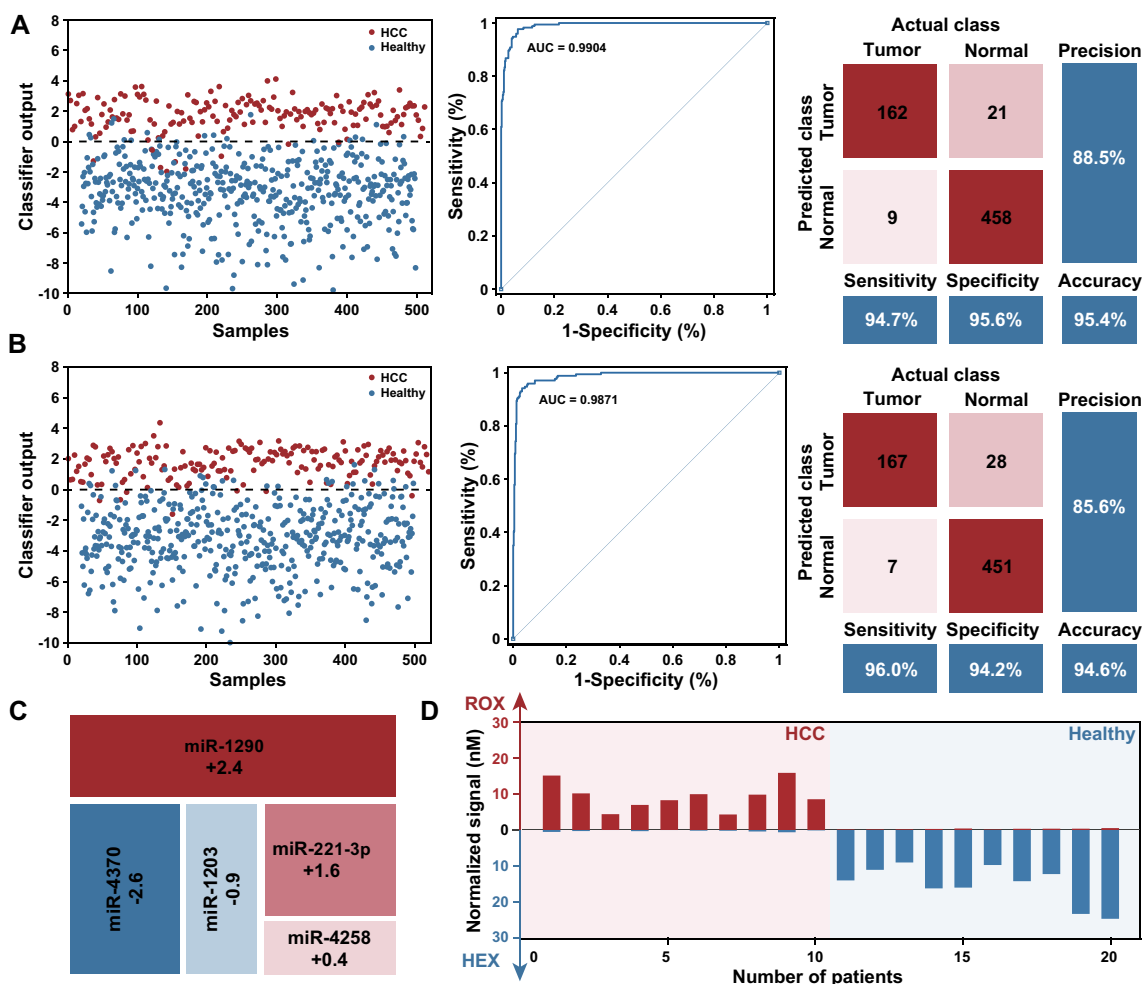 A
8
6
4
2
0
-2
-4
-6
-8
-10
Classifier output
HCC
Healthy
0 100 200 300 400 500
Samples
1
0.8
0.6
0.4
0.2
0
Sensitivity (%)
AUC = 0.9904
0 0.2 0.4 0.6 0.8 1
1-Specificity (%)
Actual class
Tumor Normal Precision
Predicted class
Tumor
Normal
162 21
88.5%
9 458
Sensitivity Specificity Accuracy
94.7% 95.6% 95.4%
B
8
6
4
2
0
-2
-4
-6
-8
-10
Classifier output
HCC
Healthy
0 100 200 300 400 500
Samples
1
0.8
0.6
0.4
0.2
0
Sensitivity (%)
AUC = 0.9871
0 0.2 0.4 0.6 0.8 1
1-Specificity (%)
Actual class
Tumor Normal Precision
Predicted class
Tumor
Normal
167 28
85.6%
7 451
Sensitivity Specificity Accuracy
96.0% 94.2% 94.6%
C
miR-1290
+2.4
miR-4370
-2.6
miR-1203
-0.9
miR-221-3p
+1.6
miR-4258
+0.4
D
ROX
30
20
10
0
10
20
30
HEX
Normalized signal (nM)
HCC
Healthy
0 5 10 15 20
Number of patients